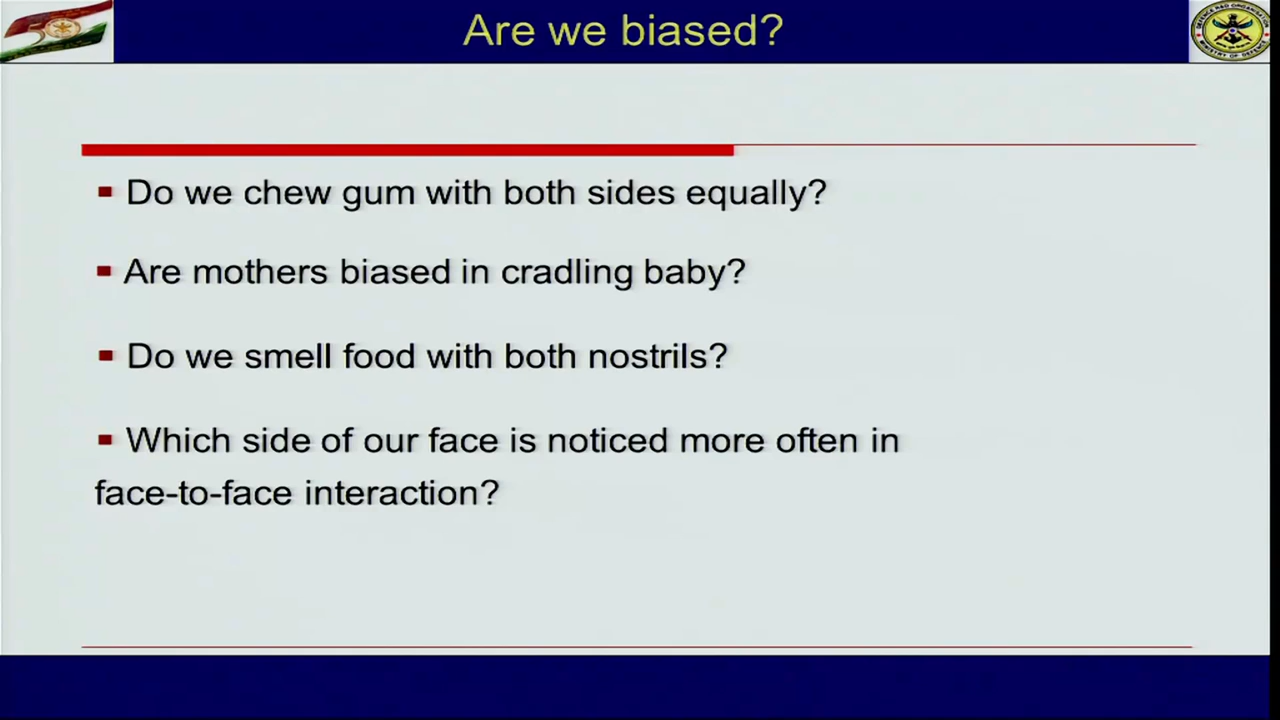 Are we biased?
Do we chew gum with both sides equally?
Are mothers biased in cradling baby?
Do we smell food with both nostrils?
Which side of our face is noticed more often in
face-to-face interaction?